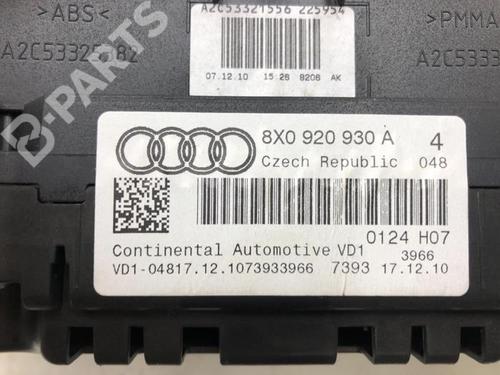 >ABS<
A2C53325782
A2C53321556 225954
07.12.10 15:28 8208 AK
>PMMA
A2C533
B-PARTS
8X0 920 930 A 4
Czech Republic 048
0124 H07
Continental Automotive VD1 3966
VD1-04817.12.1073933966 7393 17.12.10